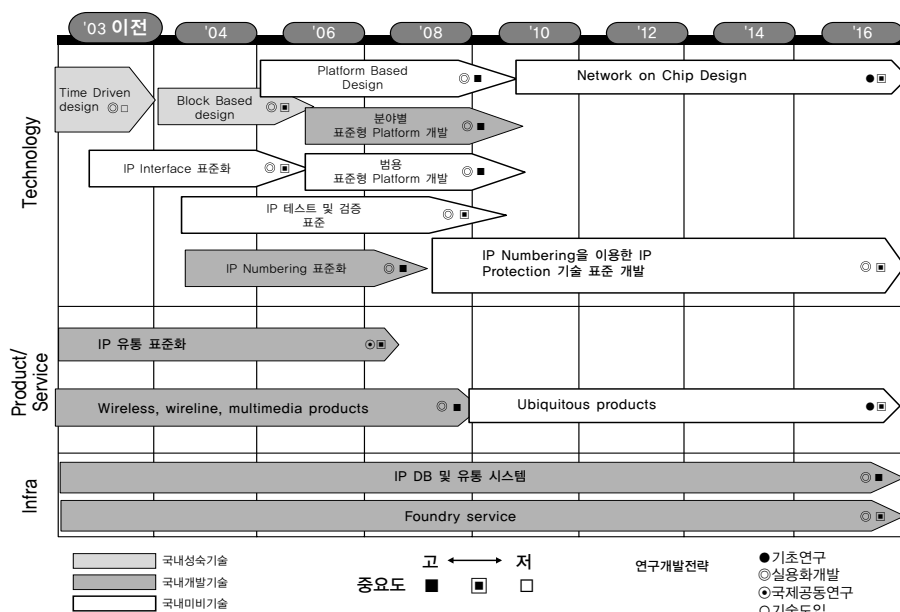 '03 이전
'04
'06
'08
'10
'12
'14
'16
Technology
Time Driven
design ◎□
Block Based
design
Platform Based
Design
Network on Chip Design
분야별
표준형 Platform 개발
IP Interface 표준화
범용
표준형 Platform 개발
IP 테스트 및 검증
표준
IP Numbering 표준화
IP Numbering을 이용한 IP
Protection 기술 표준 개발
Product/
Service
IP 유통 표준화
Wireless, wireline, multimedia products
Ubiquitous products
Infra
IP DB 및 유통 시스템
Foundry service
국내성숙기술
국내개발기술
국내미비기술
고 ↔ 저
중요도 ■ ▣ □
연구개발전략
●기초연구
◎실용화개발
⊙국제공동연구
○기술도입